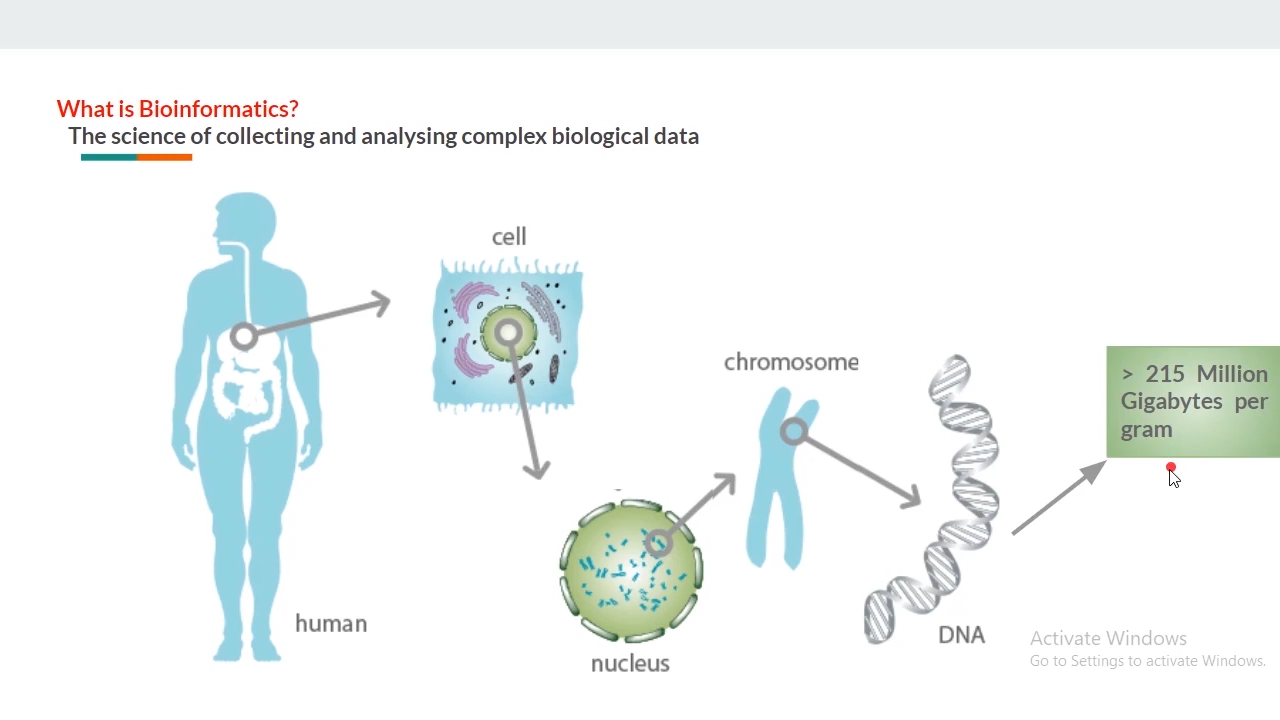 What is Bioinformatics?
The science of collecting and analysing complex biological data
cell
chromosome
> 215 Million
Gigabytes per
gram
human
DNA
nucleus
Activate Windows
Go to Settings to activate Windows.